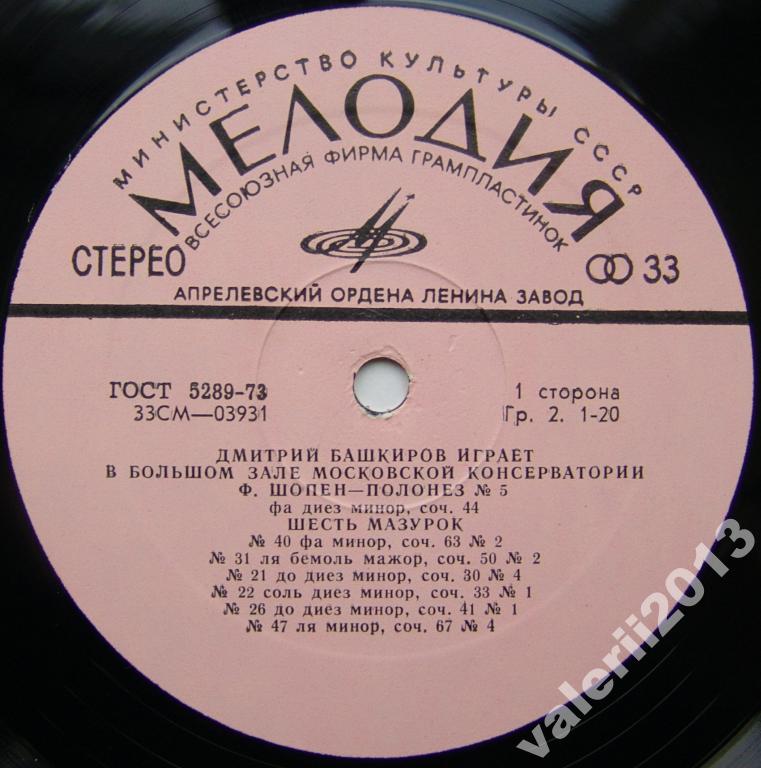 МИНИСТЕРСТВО КУЛЬТУРЫ СССР
МЕЛОДИЯ
ВСЕСОЮЗНАЯ ФИРМА ГРАМПЛАСТИНОК
СТЕРЕО 33
АПРЕЛЕВСКИЙ ОРДЕНА ЛЕНИНА ЗАВОД
ГОСТ 5289-73 1 сторона
33СМ—03931 Гр. 2. 1-20
ДМИТРИЙ БАШКИРОВ ИГРАЕТ
В БОЛЬШОМ ЗАЛЕ МОСКОВСКОЙ КОНСЕРВАТОРИИ
Ф. ШОПЕН—ПОЛОНЕЗ № 5
фа диез минор, соч. 44
ШЕСТЬ МАЗУРОК
№ 40 фа минор, соч. 63 № 2
№ 31 ля бемоль мажор, соч. 50 № 2
№ 21 до диез минор, соч. 30 № 4
№ 22 соль диез минор, соч. 33 № 1
№ 26 до диез минор, соч. 41 № 1
№ 47 ля минор, соч. 67 № 4
valerii2013